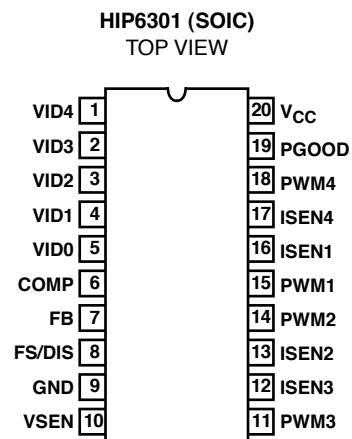 HIP6301 (SOIC)
TOP VIEW
VID4 1 20 VCC
VID3 2 19 PGOOD
VID2 3 18 PWM4
VID1 4 17 ISEN4
VID0 5 16 ISEN1
COMP 6 15 PWM1
FB 7 14 PWM2
FS/DIS 8 13 ISEN2
GND 9 12 ISEN3
VSEN 10 11 PWM3